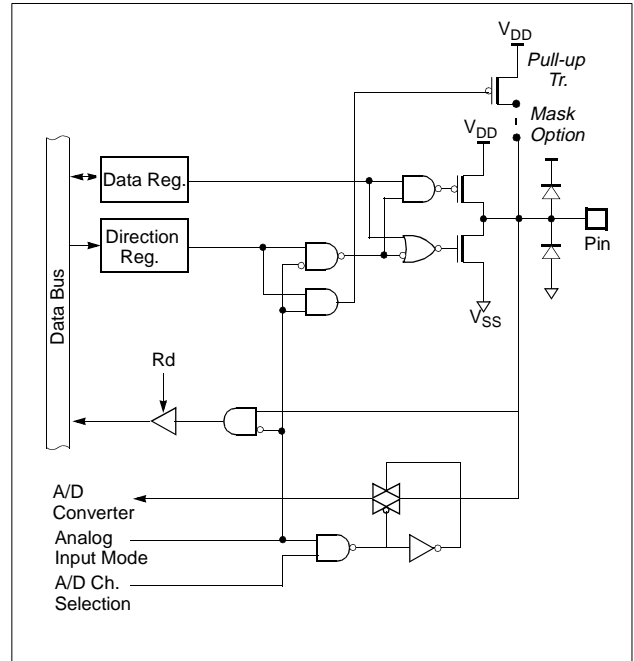 VDD
Pull-up
Tr.
Mask
Option
VDD
Data Reg.
Direction
Reg.
Pin
Data Bus
VSS
Rd
A/D
Converter
Analog
Input Mode
A/D Ch.
Selection